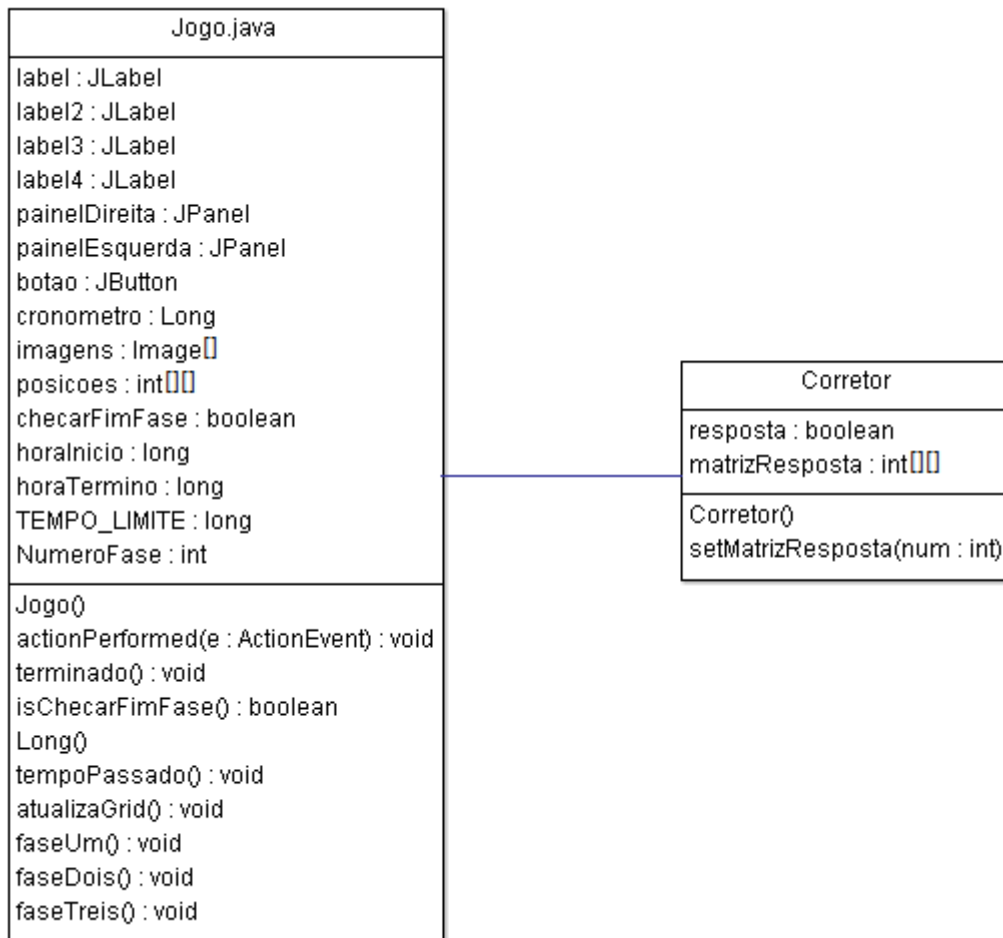 Jogo.java
label : JLabel
label2 : JLabel
label3 : JLabel
label4 : JLabel
painelDireita : JPanel
painelEsquerda : JPanel
botao : JButton
cronometro : Long
imagens : Image[]
posicoes : int[][]
checarFimFase : boolean
horaInicio : long
horaTermino : long
TEMPO_LIMITE : long
NumeroFase : int
Jogo()
actionPerformed(e : ActionEvent) : void
terminado() : void
isChecarFimFase() : boolean
Long()
tempoPassado() : void
atualizaGrid() : void
faseUm() : void
faseDois() : void
faseTreis() : void
Corretor
resposta : boolean
matrizResposta : int[][]
Corretor()
setMatrizResposta(num : int)